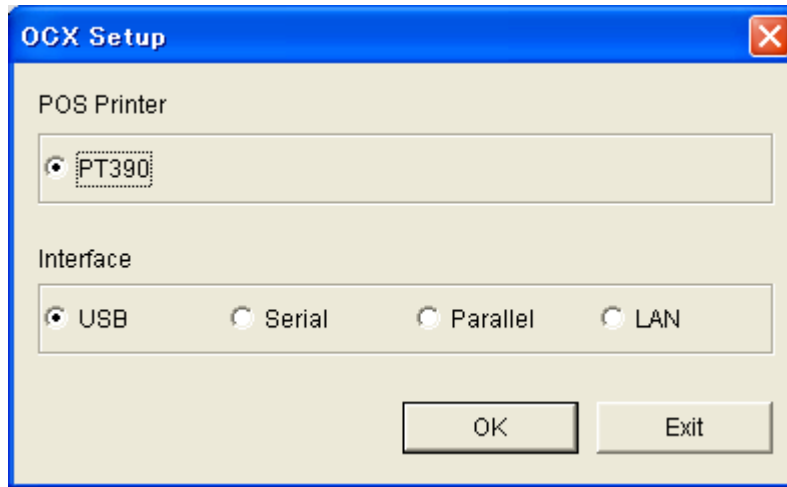 OCX Setup
POS Printer
PT390
Interface
USB Serial Parallel LAN
OK Exit